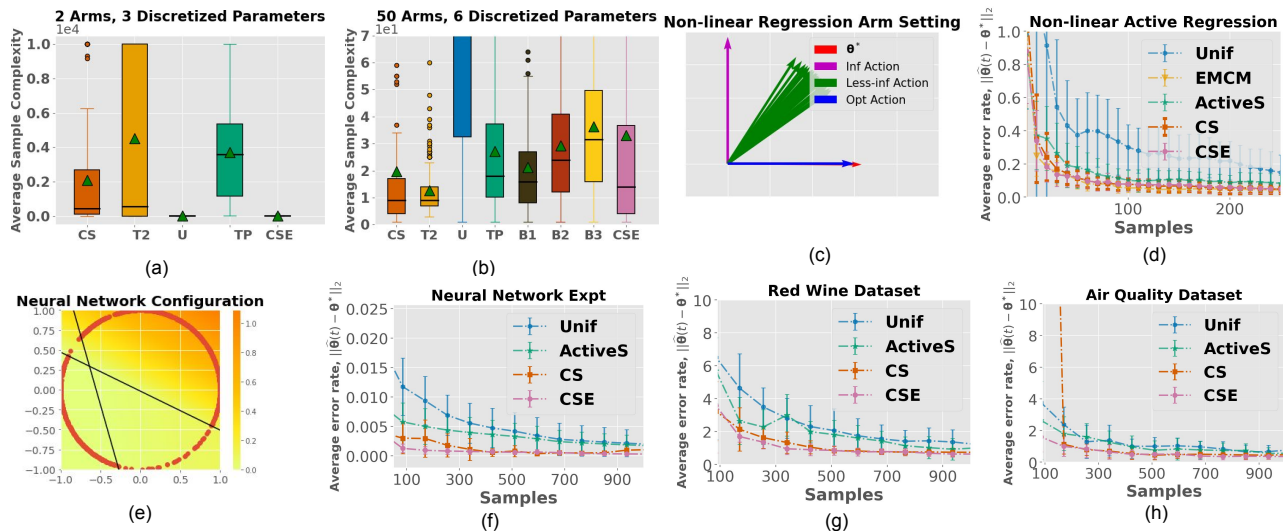 2 Arms, 3 Discretized Parameters
1e4
Average Sample Complexity
1.0
0.8
0.6
0.4
0.2
0.0
CS T2 U TP CSE
(a)
50 Arms, 6 Discretized Parameters
6e1
Average Sample Complexity
5e1
4e1
3e1
2e1
1e1
CS T2 U TP B1 B2 B3 CSE
(b)
Non-linear Regression Arm Setting
θ*
Inf Action
Less-inf Action
Opt Action
(c)
Non-linear Active Regression
Average error rate, ||θ̂(t) − θ*||₂
1.0
0.8
0.6
0.4
0.2
0.0
Unif
EMCM
ActiveS
CS
CSE
100 200
Samples
(d)
Neural Network Configuration
1.00
0.75
0.50
0.25
0.00
−0.25
−0.50
−0.75
−1.00
−1.0 −0.5 0.0 0.5 1.0
1.0
0.8
0.6
0.4
0.2
0.0
(e)
Neural Network Expt
Average error rate, ||θ̂(t) − θ*||₂
0.025
0.020
0.015
0.010
0.005
0.000
Unif
ActiveS
CS
CSE
100 300 500 700 900
Samples
(f)
Red Wine Dataset
Average error rate, ||θ̂(t) − θ*||₂
10
8
6
4
2
0
Unif
ActiveS
CS
CSE
100 300 500 700 900
Samples
(g)
Air Quality Dataset
Average error rate, ||θ̂(t) − θ*||₂
10
8
6
4
2
0
Unif
ActiveS
CS
CSE
100 300 500 700 900
Samples
(h)